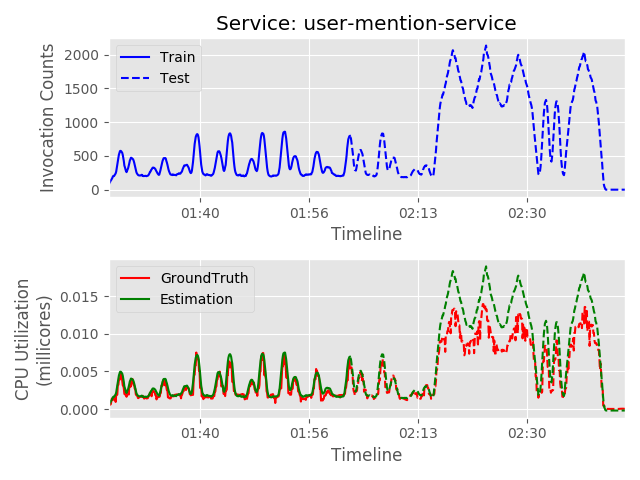 Service: user-mention-service
Invocation Counts
2000
1500
1000
500
0
Train
Test
01:40
01:56
02:13
02:30
Timeline
CPU Utilization
(millicores)
0.015
0.010
0.005
0.000
GroundTruth
Estimation
01:40
01:56
02:13
02:30
Timeline